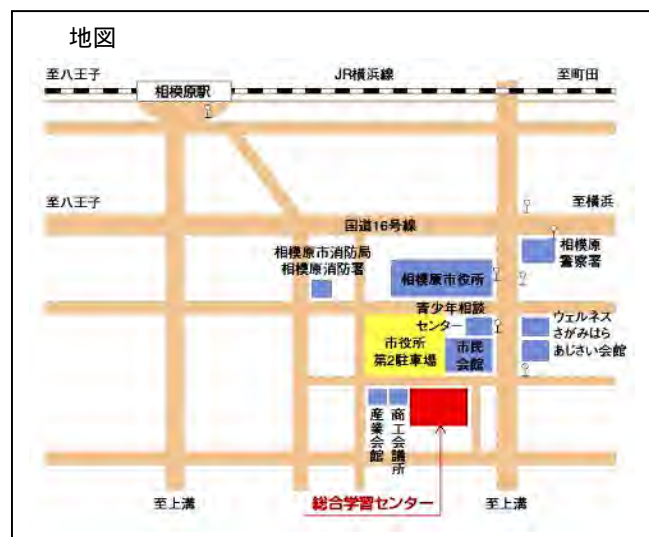 地図
至八王子
JR横浜線
至町田
相模原駅
至八王子
至横浜
国道16号線
相模原市消防局
相模原消防署
相模原市役所
相模原
警察署
青少年相談
センター
市役所
第2駐車場
市民
会館
ウェルネス
さがみはら
あじさい会館
産業会館
商工会議所
至上溝
総合学習センター
至上溝